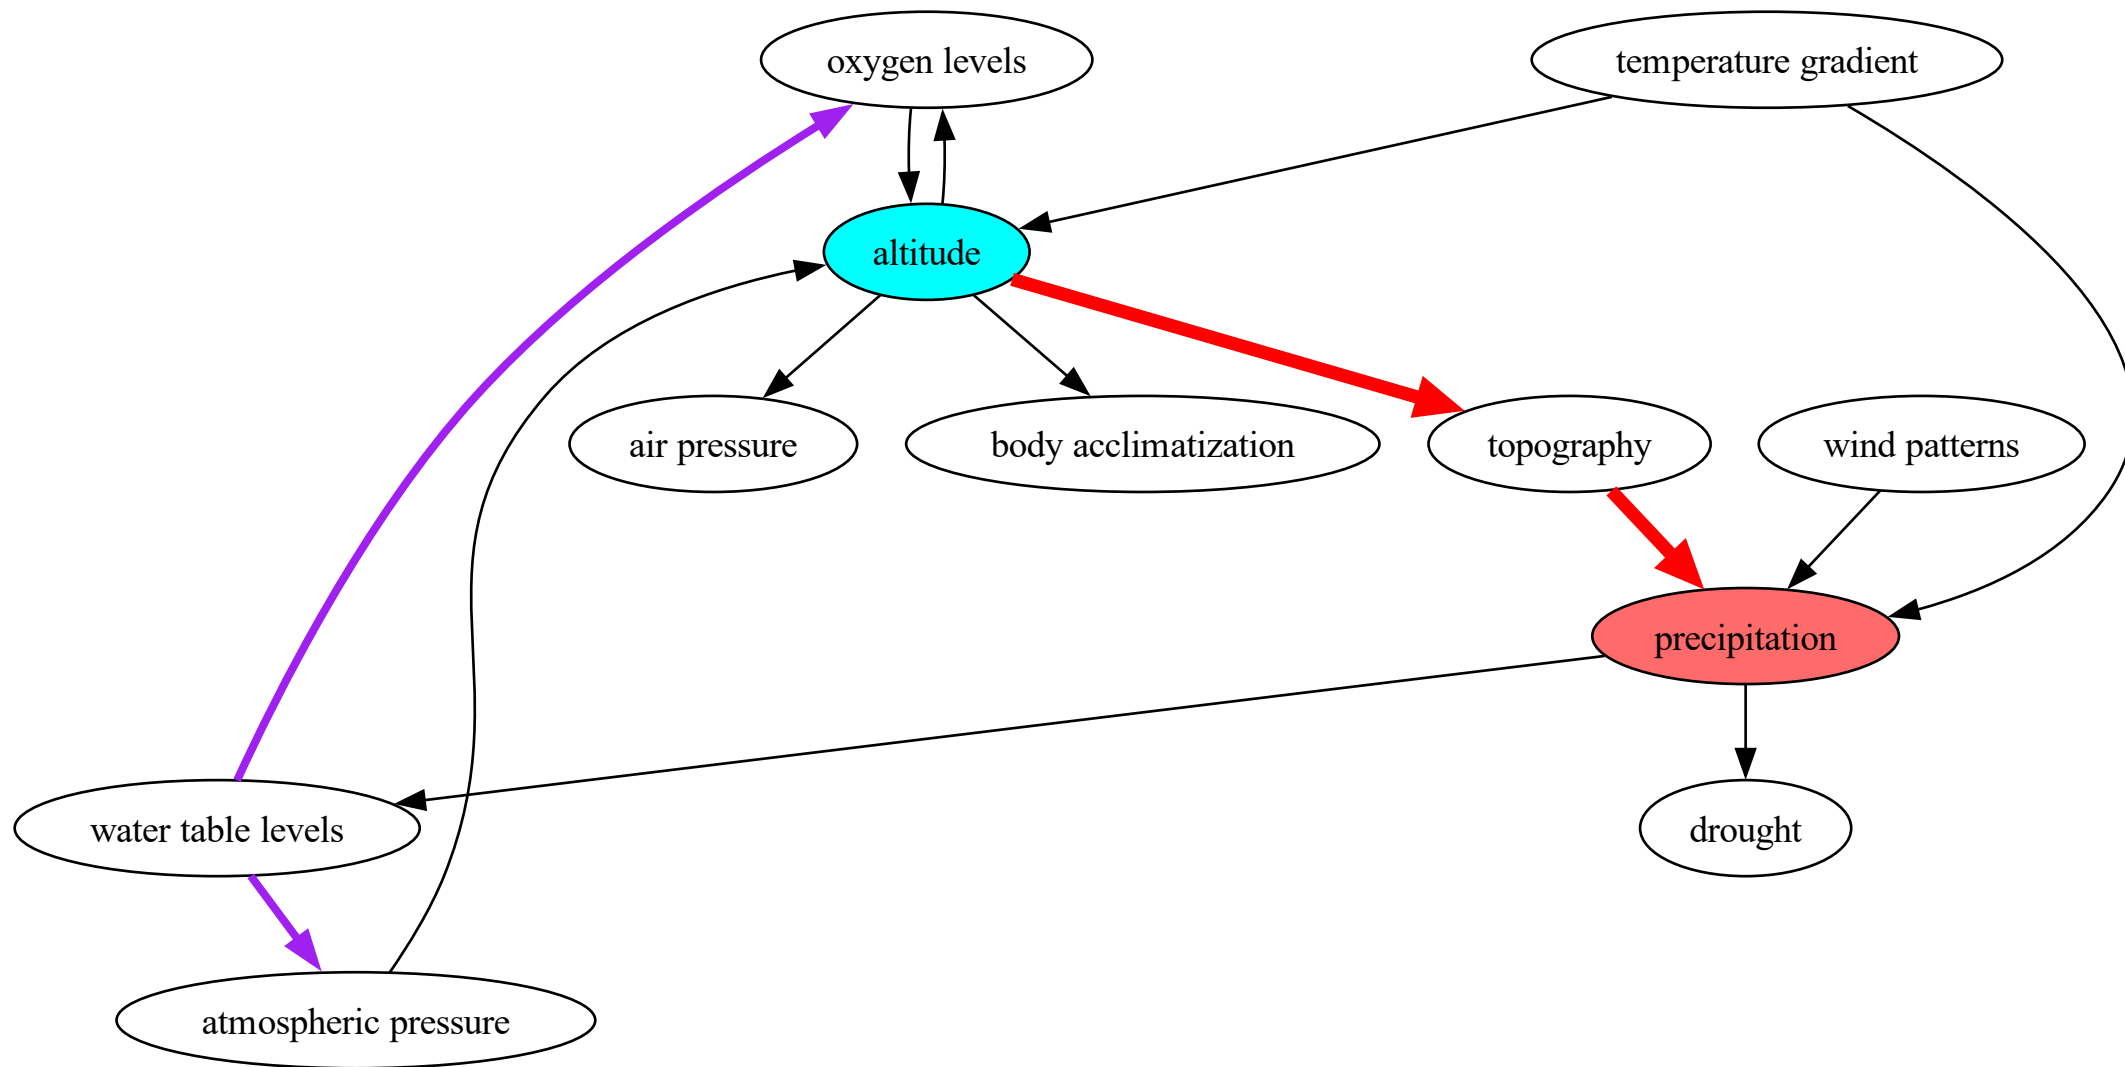 oxygen levels
temperature gradient
altitude
air pressure
body acclimatization
topography
wind patterns
precipitation
water table levels
drought
atmospheric pressure